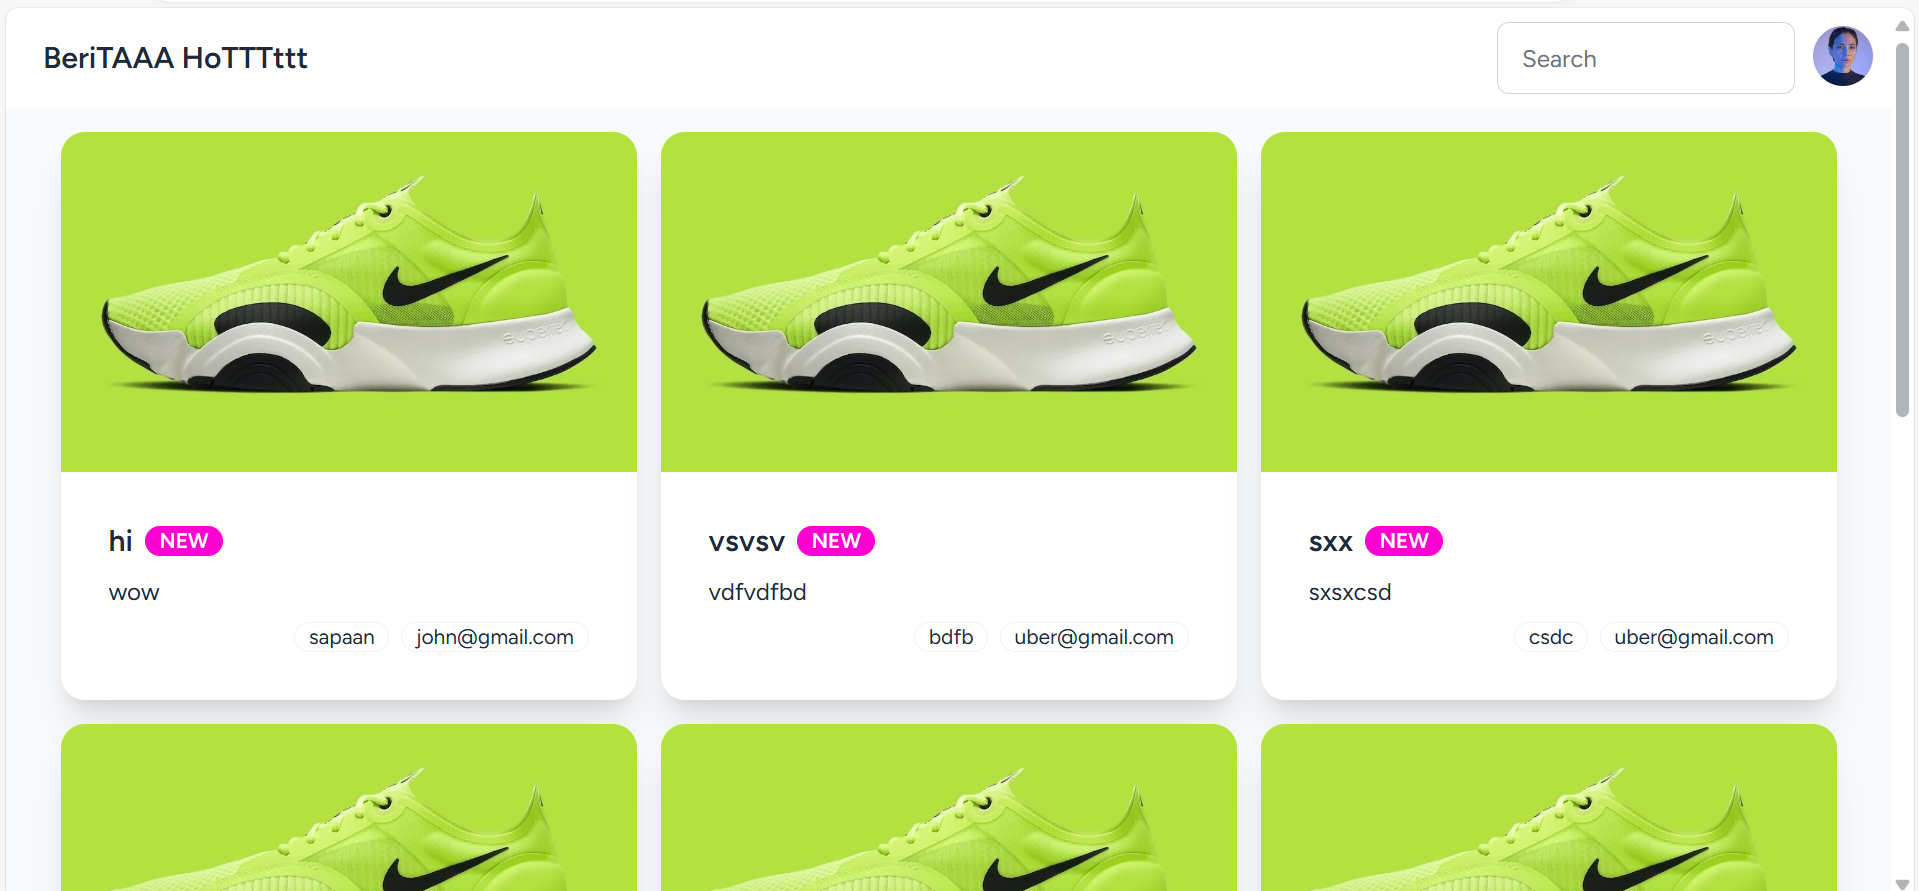 BeriTAAA HoTTTttt
Search
hi NEW
wow
sapaan john@gmail.com
vsvsv NEW
vdfvdfbd
bdfb uber@gmail.com
sxx NEW
sxsxcsd
csdc uber@gmail.com